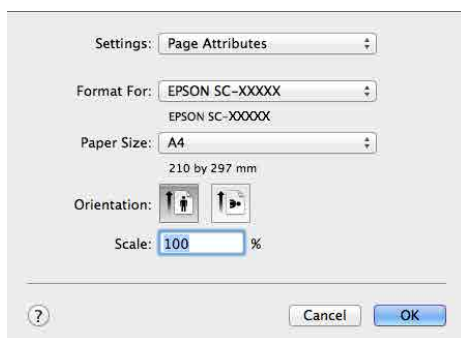 Settings: Page Attributes
Format For: EPSON SC-XXXXX
EPSON SC-XXXXX
Paper Size: A4
210 by 297 mm
Orientation:
Scale: 100 %
? Cancel OK